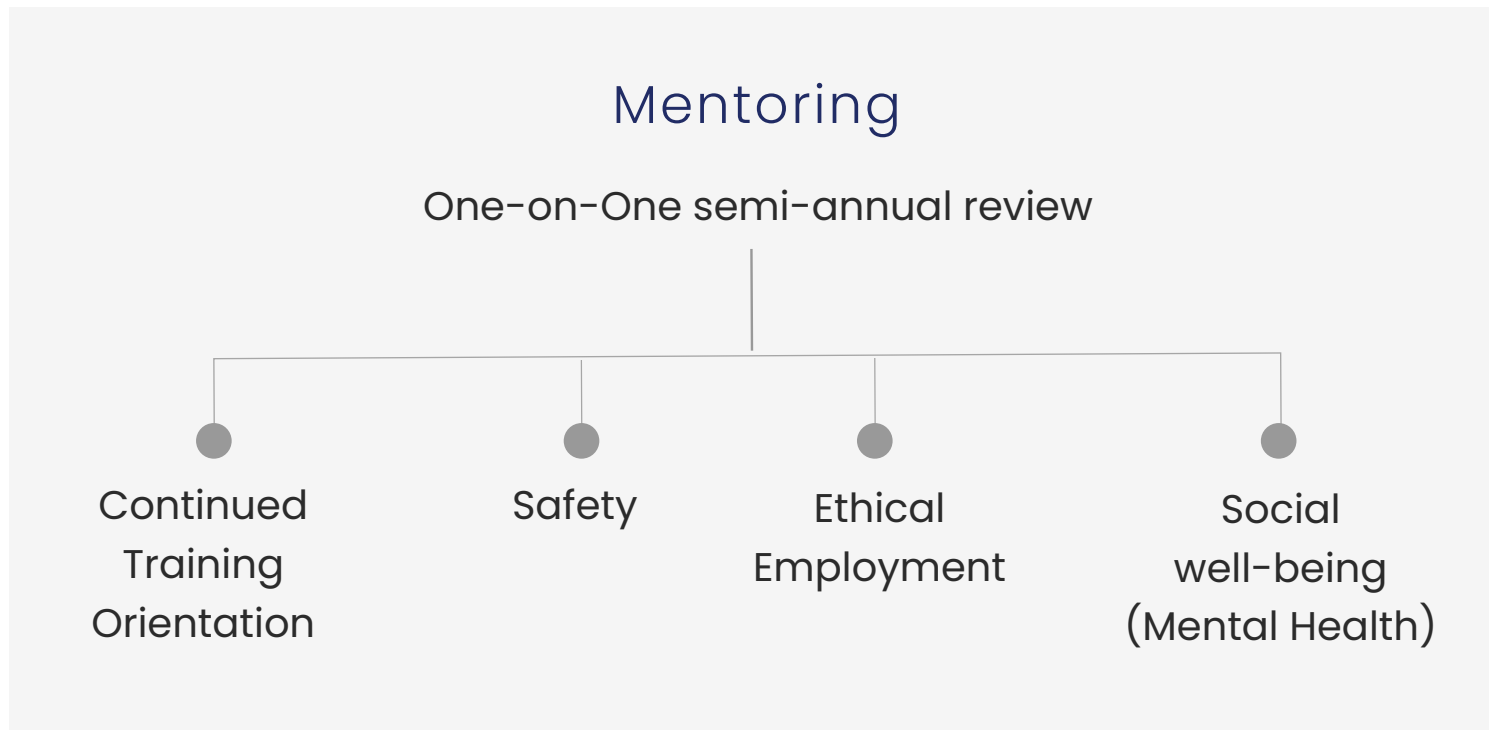 Mentoring
One-on-One semi-annual review
Continued
Training
Orientation
Safety
Ethical
Employment
Social
well-being
(Mental Health)